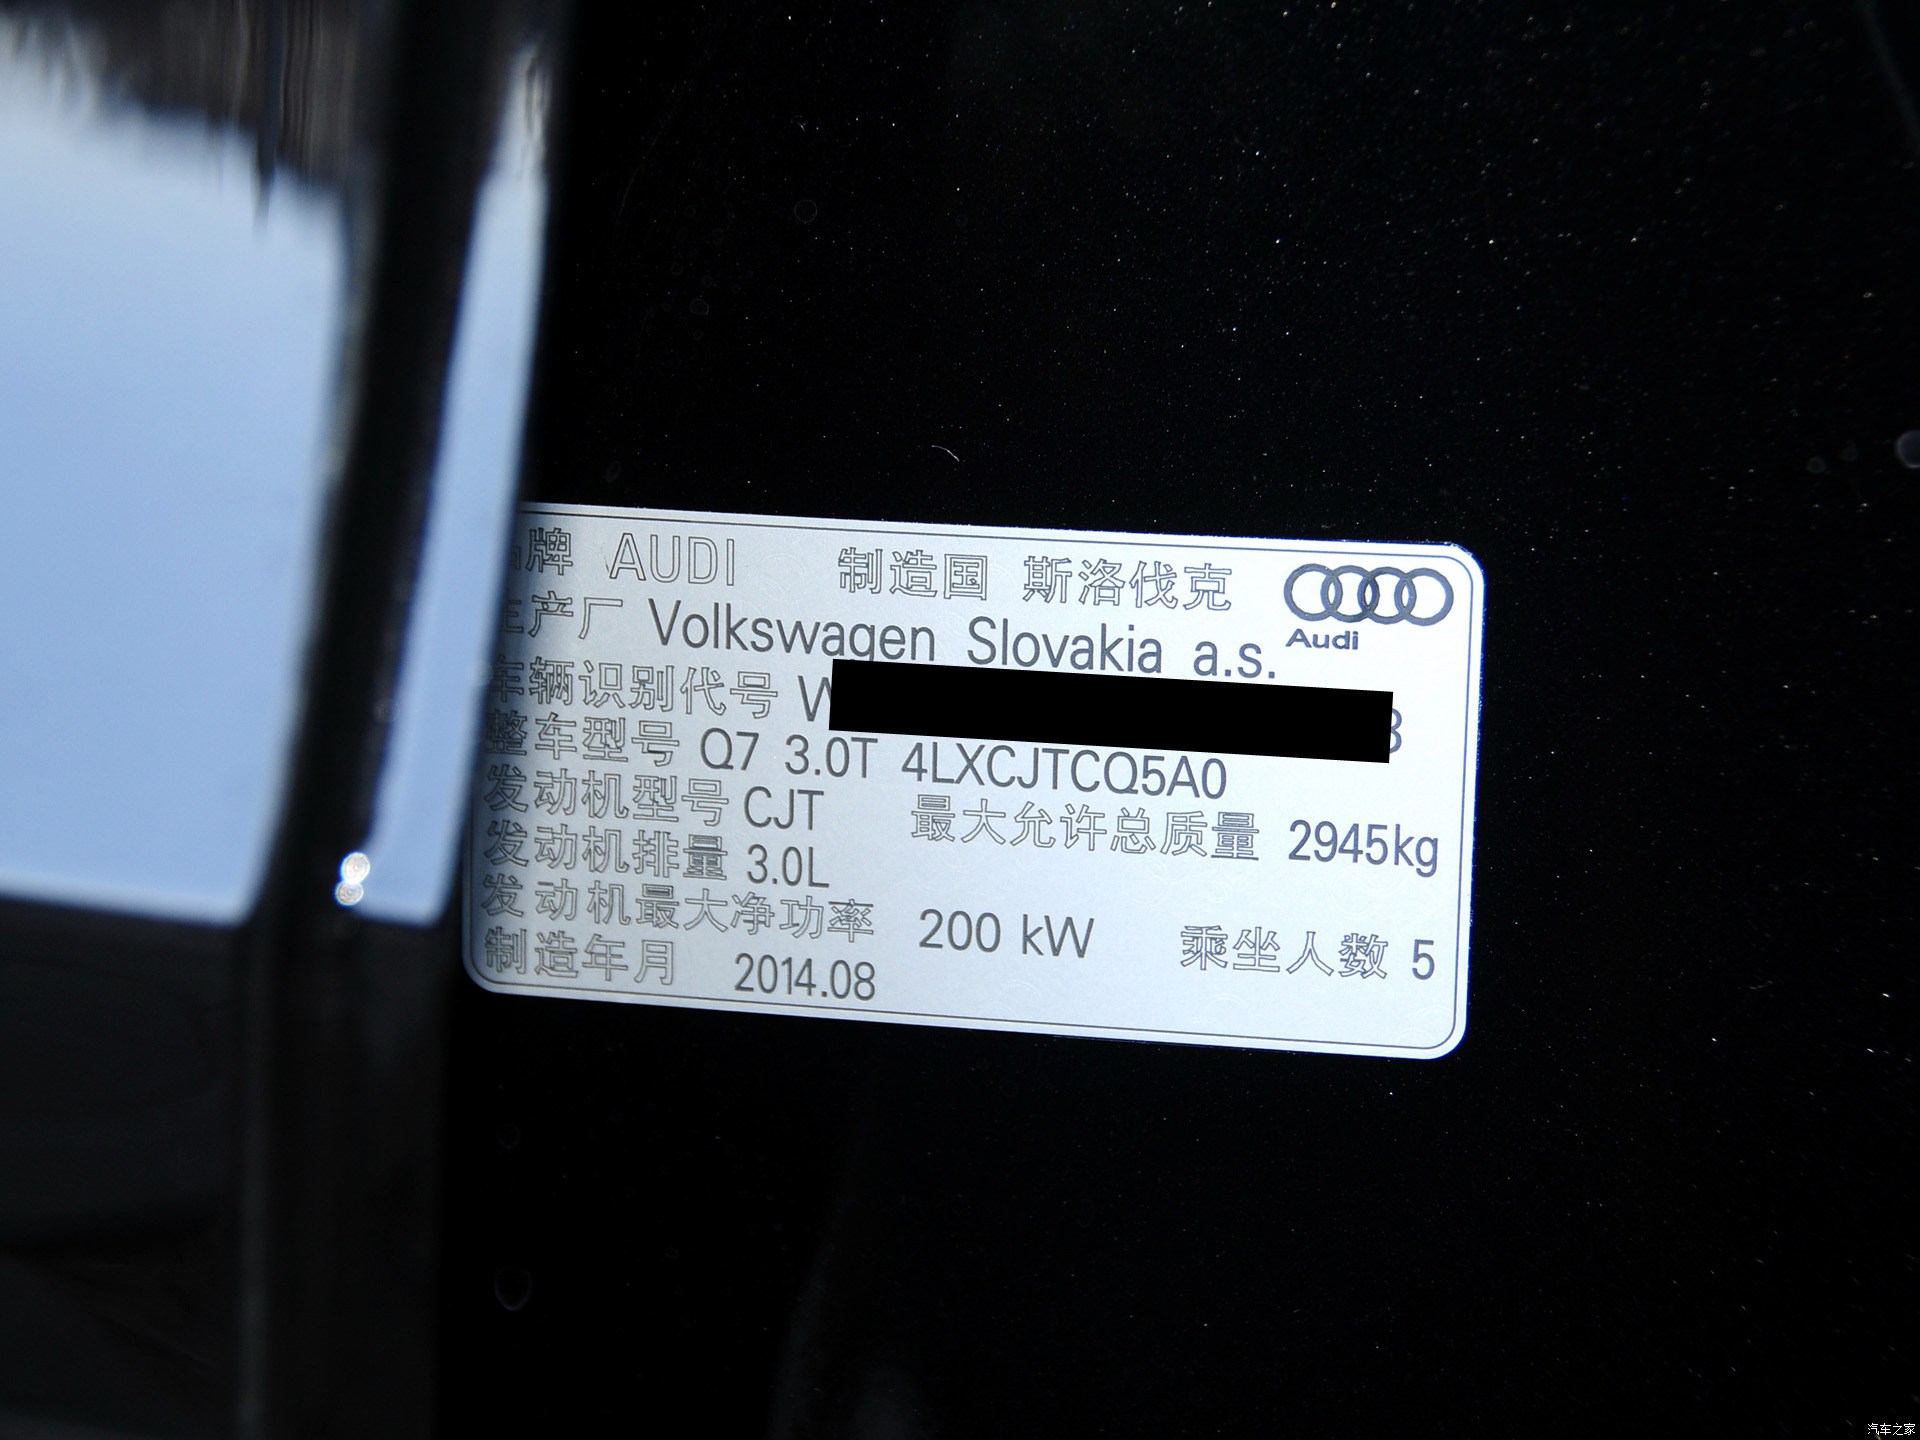 牌 AUDI 制造国 斯洛伐克
生产厂 Volkswagen Slovakia a.s.
Audi
车辆识别代号 W
整车型号 Q7 3.0T 4LXCJTCQ5A0
发动机型号 CJT 最大允许总质量 2945kg
发动机排量 3.0L
发动机最大净功率 200 kW 乘坐人数 5
制造年月 2014.08
汽车之家